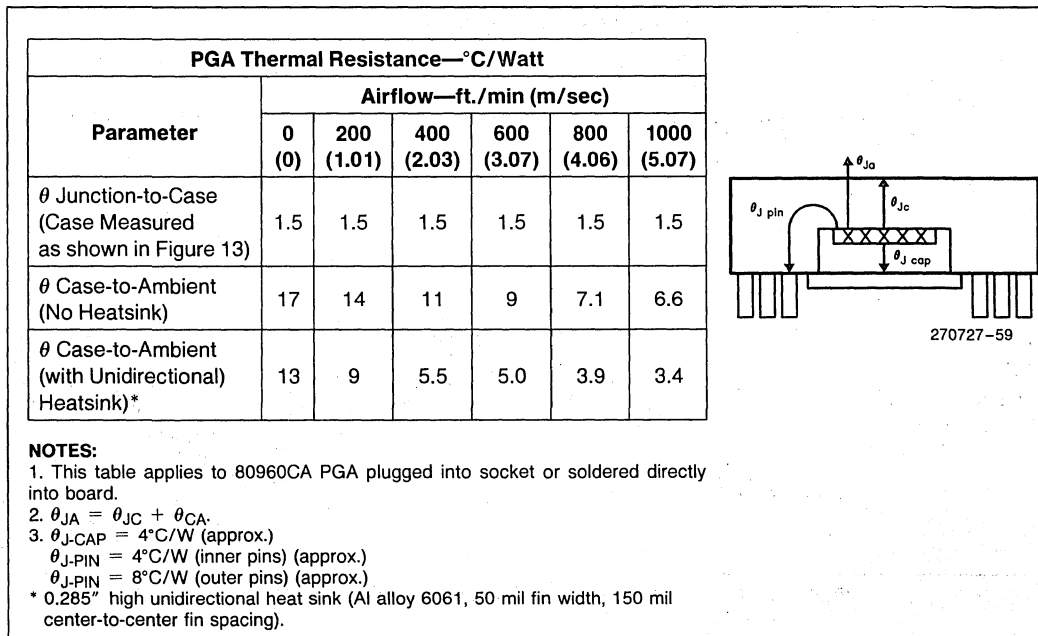 PGA Thermal Resistance—°C/Watt
Parameter
Airflow—ft./min (m/sec)
0 200 400 600 800 1000
(0) (1.01) (2.03) (3.07) (4.06) (5.07)
θ Junction-to-Case
(Case Measured
as shown in Figure 13)
1.5 1.5 1.5 1.5 1.5 1.5
θ Case-to-Ambient
(No Heatsink)
17 14 11 9 7.1 6.6
θ Case-to-Ambient
(with Unidirectional)
Heatsink)*
13 9 5.5 5.0 3.9 3.4
θJa
θJ pin
θJc
θJ cap
270727–59
NOTES:
1. This table applies to 80960CA PGA plugged into socket or soldered directly
into board.
2. θJA = θJC + θCA.
3. θJ-CAP = 4°C/W (approx.)
θJ-PIN = 4°C/W (inner pins) (approx.)
θJ-PIN = 8°C/W (outer pins) (approx.)
* 0.285″ high unidirectional heat sink (Al alloy 6061, 50 mil fin width, 150 mil
center-to-center fin spacing).